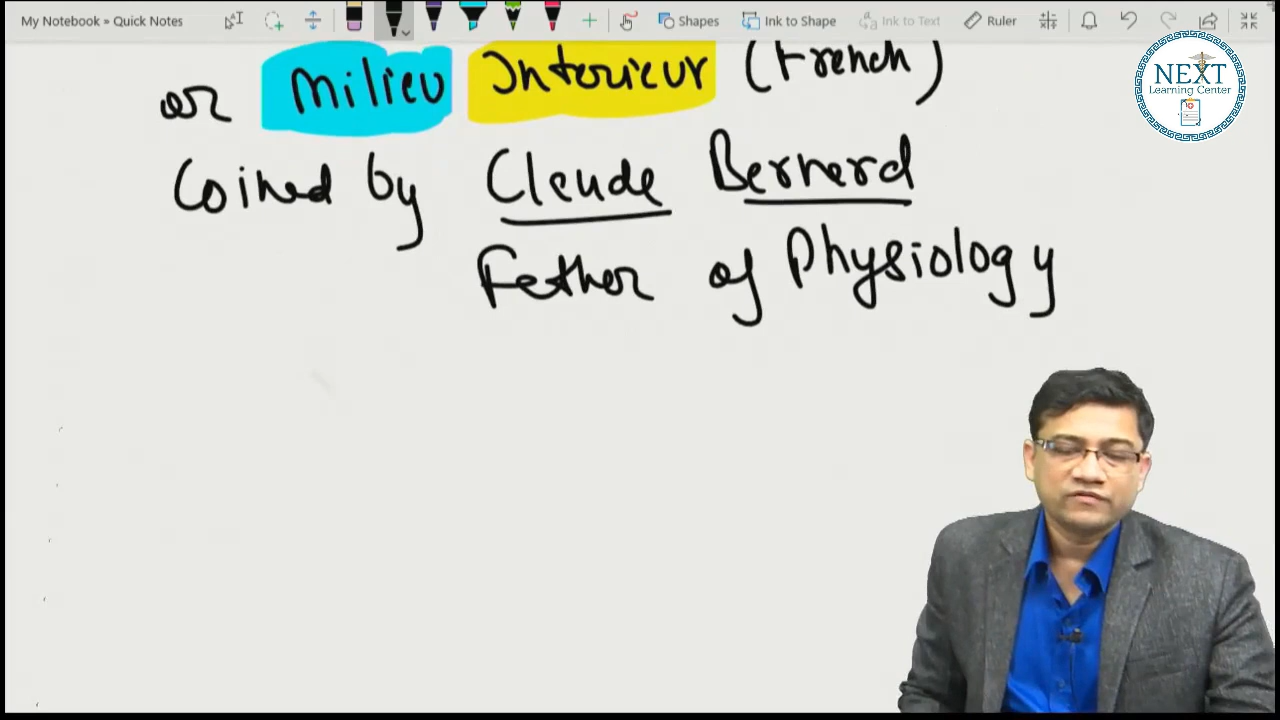 My Notebook » Quick Notes
Shapes
Ink to Shape
Ink to Text
Ruler
or Milieu Interieur (French)
Coined by Claude Bernard
Father of Physiology
NEXT
Learning Center